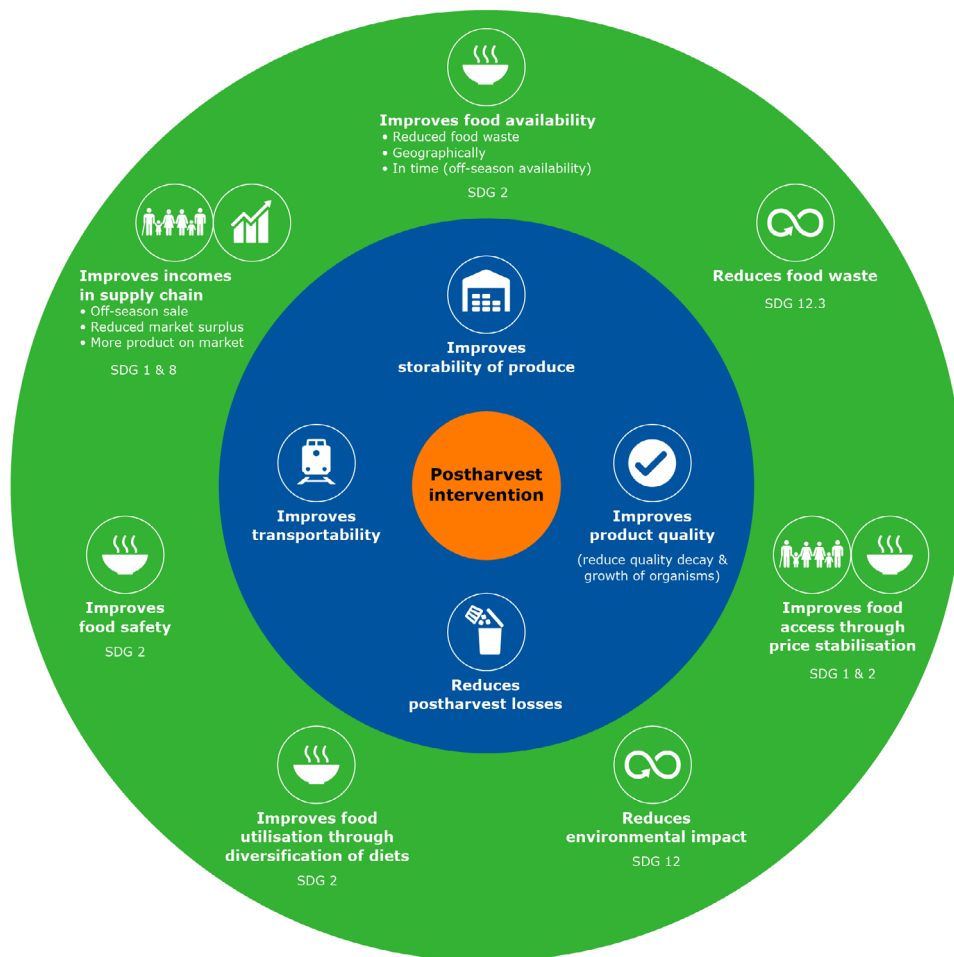 Improves food availability
• Reduced food waste
• Geographically
• In time (off-season availability)
SDG 2
Improves incomes
in supply chain
• Off-season sale
• Reduced market surplus
• More product on market
SDG 1 & 8
Reduces food waste
SDG 12.3
Improves
storability of produce
Improves
transportability
Postharvest
intervention
Improves
product quality
(reduce quality decay &
growth of organisms)
Reduces
postharvest losses
Improves
food safety
SDG 2
Improves food
access through
price stabilisation
SDG 1 & 2
Improves food
utilisation through
diversification of diets
SDG 2
Reduces
environmental impact
SDG 12